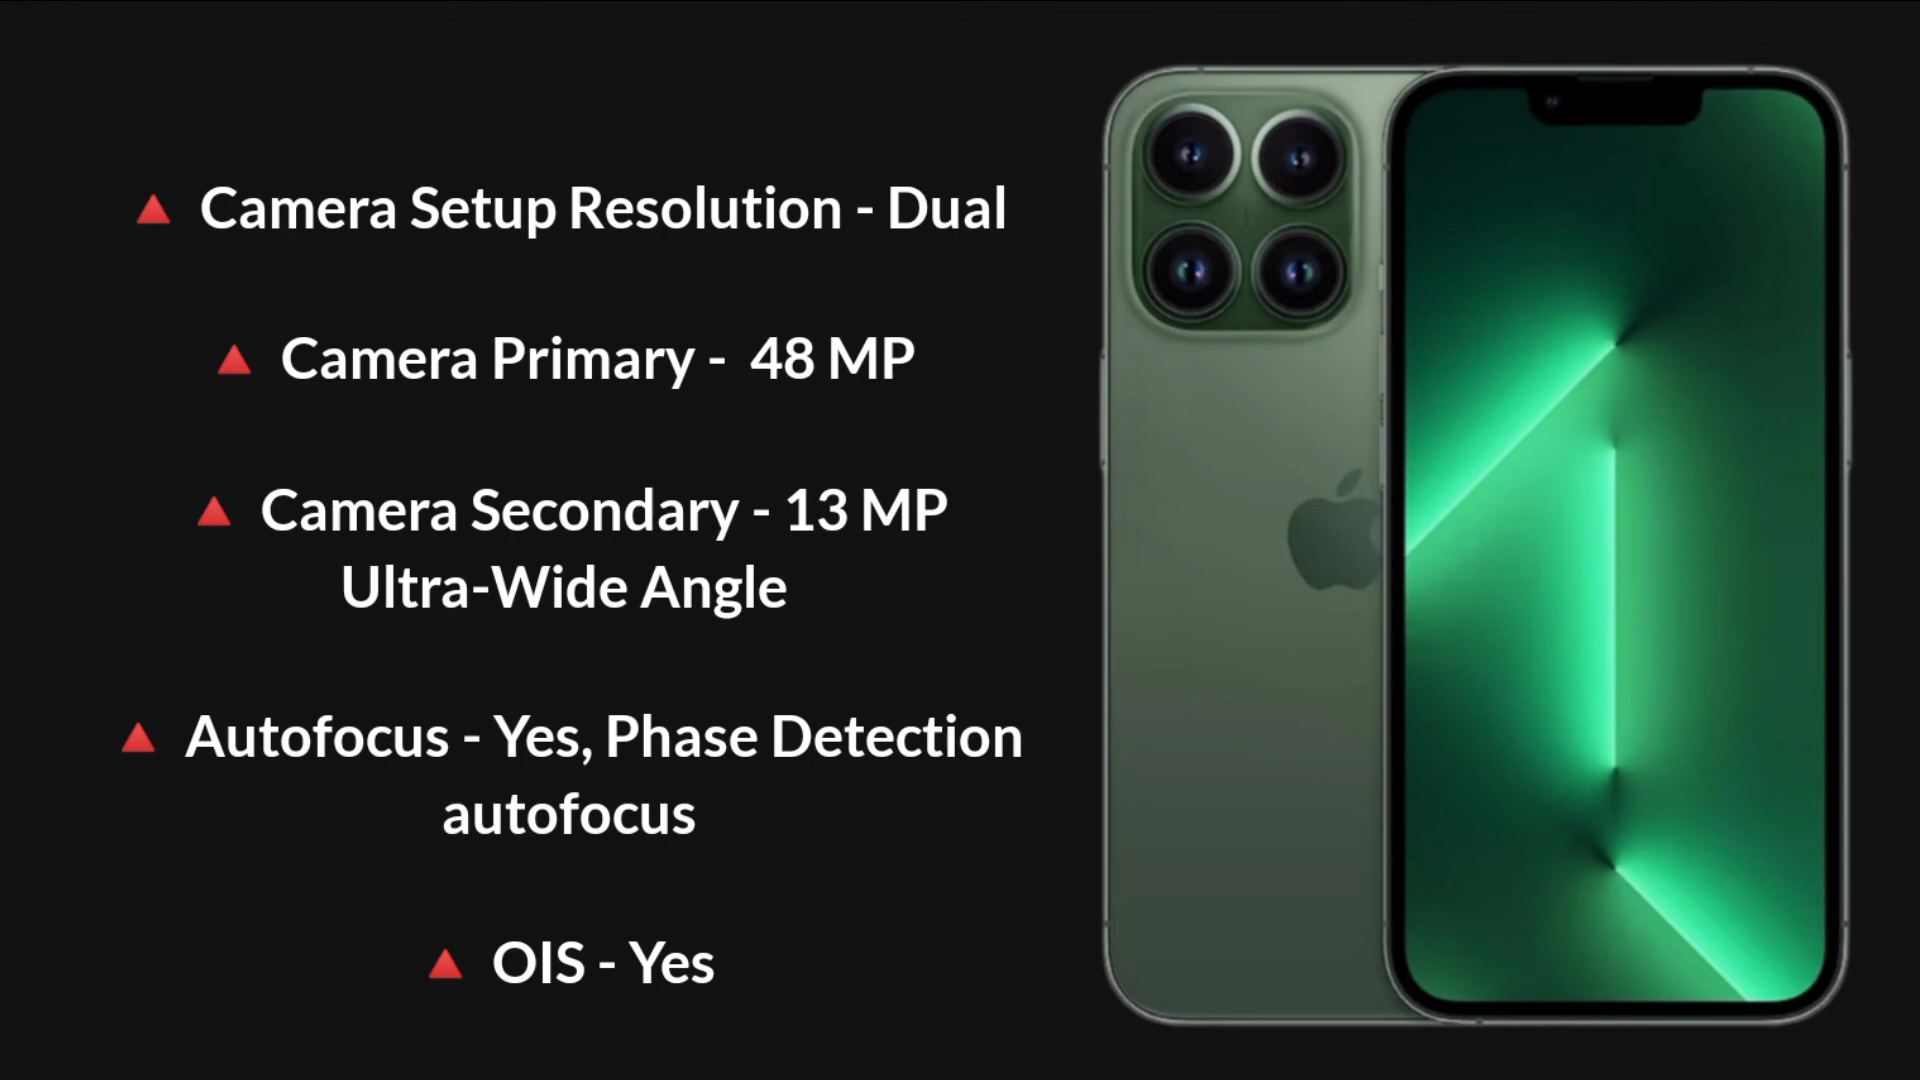 🔺 Camera Setup Resolution - Dual
🔺 Camera Primary - 48 MP
🔺 Camera Secondary - 13 MP
Ultra-Wide Angle
🔺 Autofocus - Yes, Phase Detection
autofocus
🔺 OIS - Yes